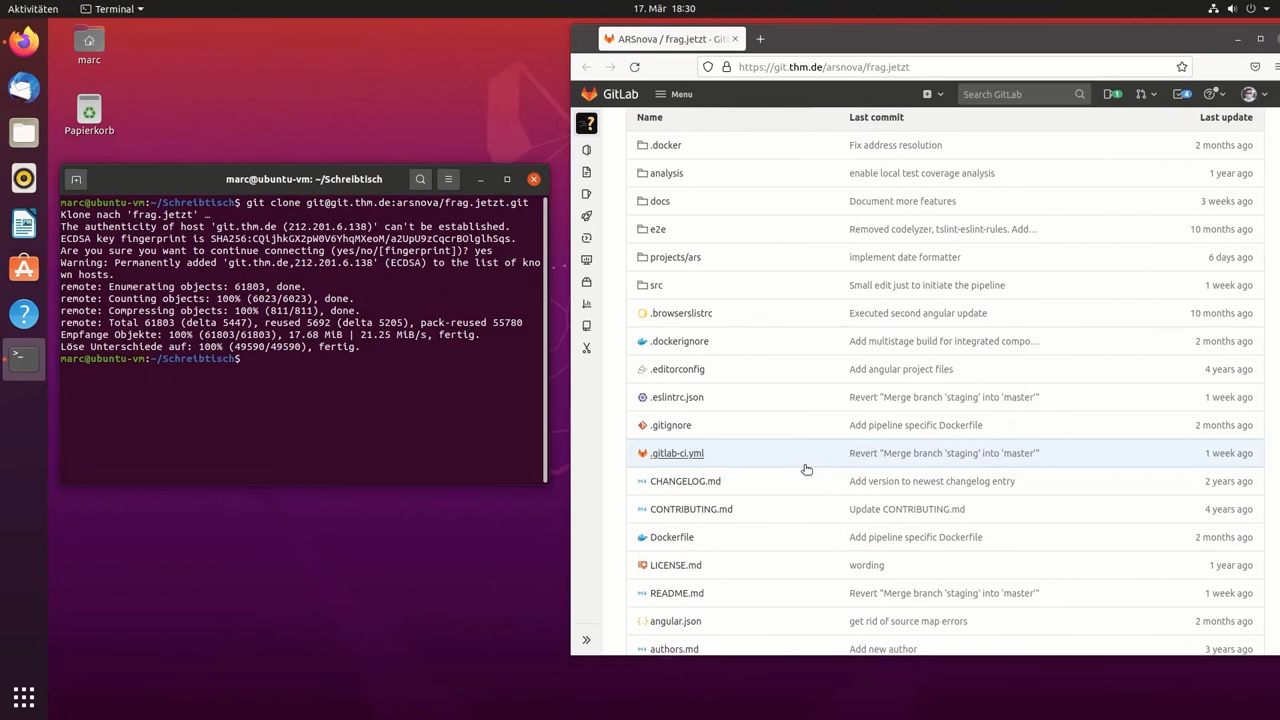 Aktivitäten
Terminal
17. Mär 18:30
marc
Papierkorb
marc@ubuntu-vm: ~/Schreibtisch
marc@ubuntu-vm:~/Schreibtisch$ git clone git@git.thm.de:arsnova/frag.jetzt.git
Klone nach 'frag.jetzt' …
The authenticity of host 'git.thm.de (212.201.6.138)' can't be established.
ECDSA key fingerprint is SHA256:CQijhkGX2pW0V6YhqMXeoM/a2UpU9zCqcrBOlglhSqs.
Are you sure you want to continue connecting (yes/no/[fingerprint])? yes
Warning: Permanently added 'git.thm.de,212.201.6.138' (ECDSA) to the list of kno
wn hosts.
remote: Enumerating objects: 61803, done.
remote: Counting objects: 100% (6023/6023), done.
remote: Compressing objects: 100% (811/811), done.
remote: Total 61803 (delta 5447), reused 5692 (delta 5205), pack-reused 55780
Empfange Objekte: 100% (61803/61803), 17.68 MiB | 21.25 MiB/s, fertig.
Löse Unterschiede auf: 100% (49590/49590), fertig.
marc@ubuntu-vm:~/Schreibtisch$
ARSnova / frag.jetzt · Git
https://git.thm.de/arsnova/frag.jetzt
GitLab Menu Search GitLab 1 4
Name Last commit Last update
.docker Fix address resolution 2 months ago
analysis enable local test coverage analysis 1 year ago
docs Document more features 3 weeks ago
e2e Removed codelyzer, tslint-eslint-rules. Add… 10 months ago
projects/ars implement date formatter 6 days ago
src Small edit just to initiate the pipeline 1 week ago
.browserslistrc Executed second angular update 10 months ago
.dockerignore Add multistage build for integrated compo… 2 months ago
.editorconfig Add angular project files 4 years ago
.eslintrc.json Revert "Merge branch 'staging' into 'master'" 1 week ago
.gitignore Add pipeline specific Dockerfile 2 months ago
.gitlab-ci.yml Revert "Merge branch 'staging' into 'master'" 1 week ago
CHANGELOG.md Add version to newest changelog entry 2 years ago
CONTRIBUTING.md Update CONTRIBUTING.md 4 years ago
Dockerfile Add pipeline specific Dockerfile 2 months ago
LICENSE.md wording 1 year ago
README.md Revert "Merge branch 'staging' into 'master'" 1 week ago
angular.json get rid of source map errors 2 months ago
authors.md Add new author 9 months ago